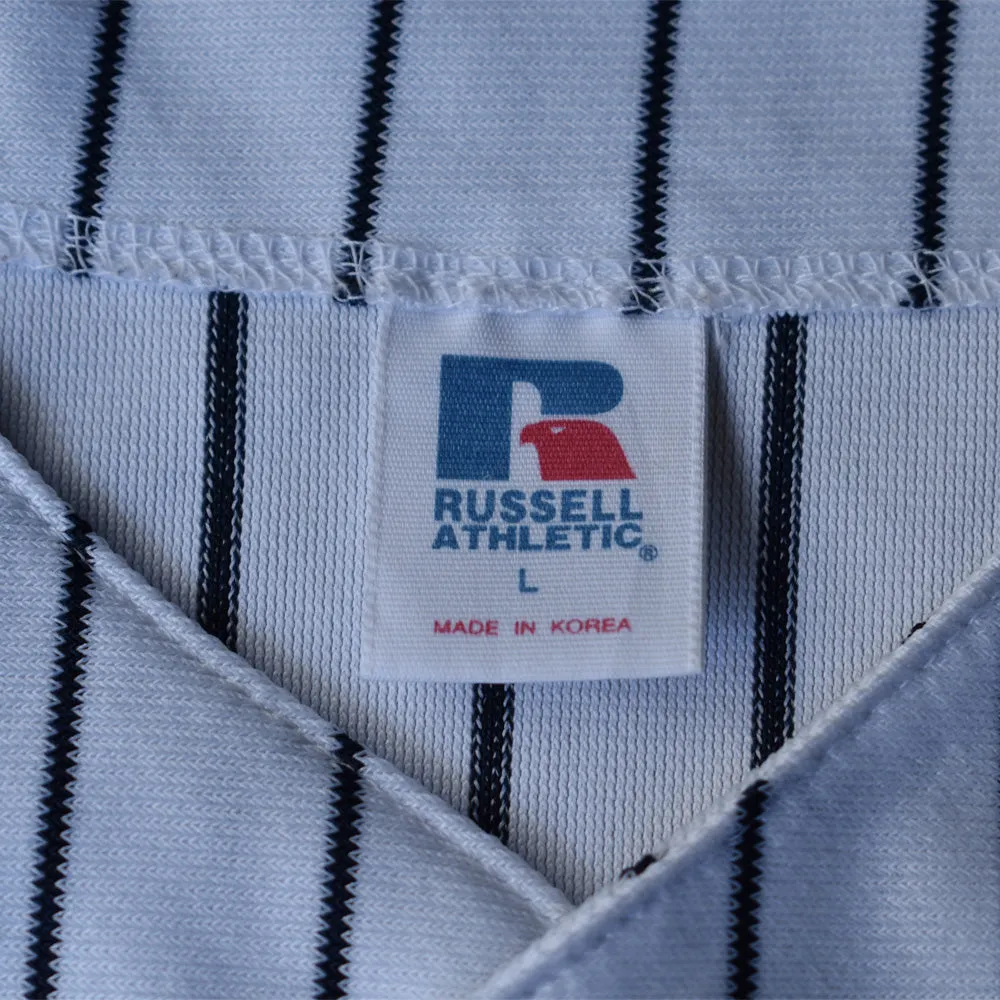 R
RUSSELL
ATHLETIC®
L
MADE IN KOREA